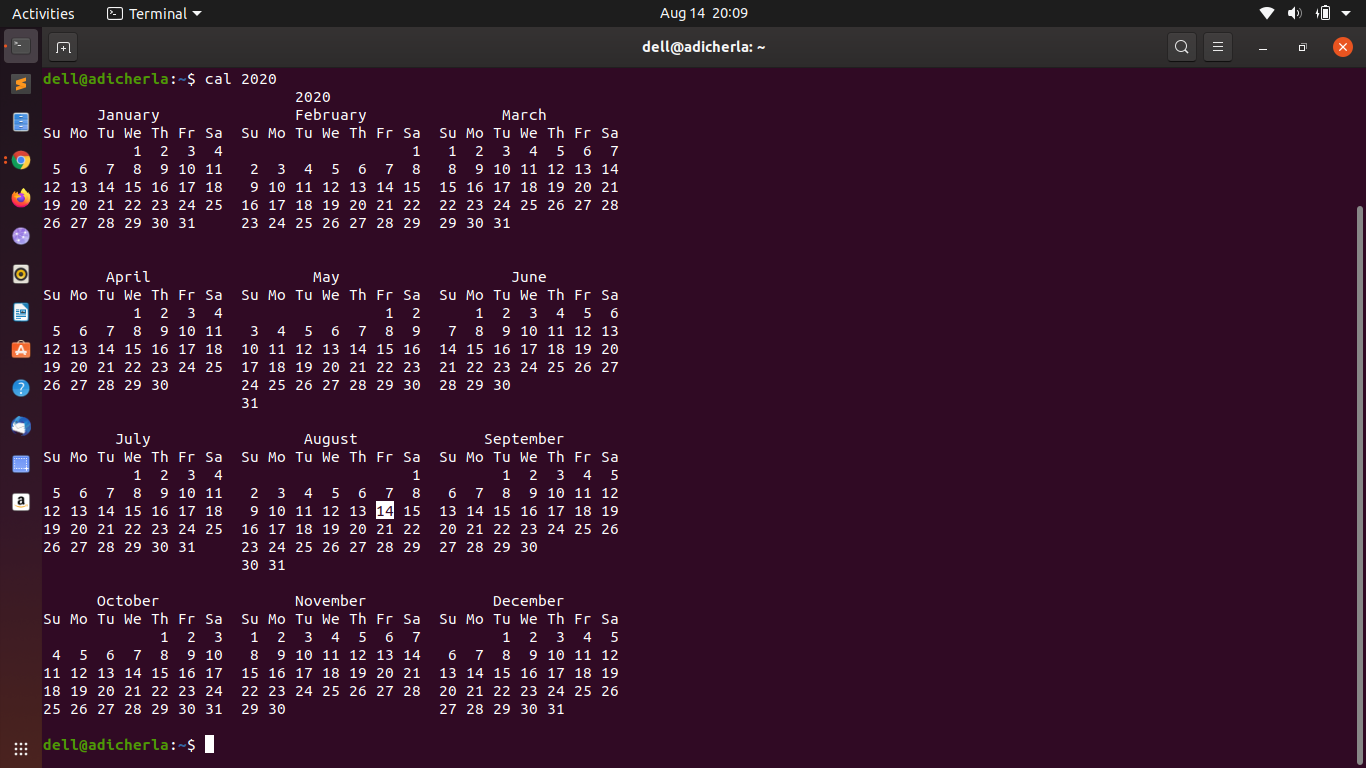 Activities Terminal Aug 14 20:09
dell@adicherla: ~
dell@adicherla:~$ cal 2020
                            2020
      January               February               March
Su Mo Tu We Th Fr Sa  Su Mo Tu We Th Fr Sa  Su Mo Tu We Th Fr Sa
          1  2  3  4                     1   1  2  3  4  5  6  7
 5  6  7  8  9 10 11   2  3  4  5  6  7  8   8  9 10 11 12 13 14
12 13 14 15 16 17 18   9 10 11 12 13 14 15  15 16 17 18 19 20 21
19 20 21 22 23 24 25  16 17 18 19 20 21 22  22 23 24 25 26 27 28
26 27 28 29 30 31     23 24 25 26 27 28 29  29 30 31
       April                  May                   June
Su Mo Tu We Th Fr Sa  Su Mo Tu We Th Fr Sa  Su Mo Tu We Th Fr Sa
          1  2  3  4                  1  2      1  2  3  4  5  6
 5  6  7  8  9 10 11   3  4  5  6  7  8  9   7  8  9 10 11 12 13
12 13 14 15 16 17 18  10 11 12 13 14 15 16  14 15 16 17 18 19 20
19 20 21 22 23 24 25  17 18 19 20 21 22 23  21 22 23 24 25 26 27
26 27 28 29 30        24 25 26 27 28 29 30  28 29 30
                      31
        July                 August              September
Su Mo Tu We Th Fr Sa  Su Mo Tu We Th Fr Sa  Su Mo Tu We Th Fr Sa
          1  2  3  4                     1         1  2  3  4  5
 5  6  7  8  9 10 11   2  3  4  5  6  7  8   6  7  8  9 10 11 12
12 13 14 15 16 17 18   9 10 11 12 13 14 15  13 14 15 16 17 18 19
19 20 21 22 23 24 25  16 17 18 19 20 21 22  20 21 22 23 24 25 26
26 27 28 29 30 31     23 24 25 26 27 28 29  27 28 29 30
                      30 31
      October               November              December
Su Mo Tu We Th Fr Sa  Su Mo Tu We Th Fr Sa  Su Mo Tu We Th Fr Sa
             1  2  3   1  2  3  4  5  6  7         1  2  3  4  5
 4  5  6  7  8  9 10   8  9 10 11 12 13 14   6  7  8  9 10 11 12
11 12 13 14 15 16 17  15 16 17 18 19 20 21  13 14 15 16 17 18 19
18 19 20 21 22 23 24  22 23 24 25 26 27 28  20 21 22 23 24 25 26
25 26 27 28 29 30 31  29 30                 27 28 29 30 31
dell@adicherla:~$